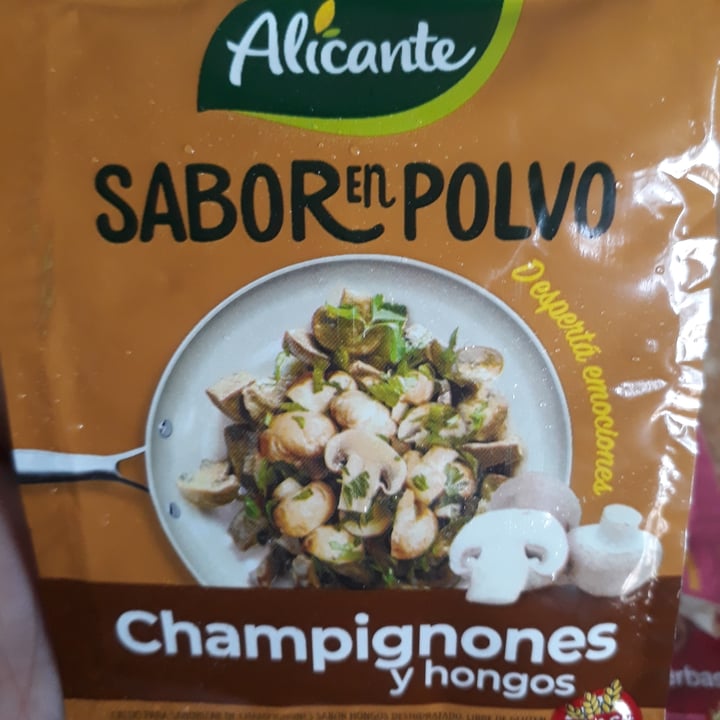 Alicante
SABOR EN POLVO
Despertá emociones
Champignones
y hongos